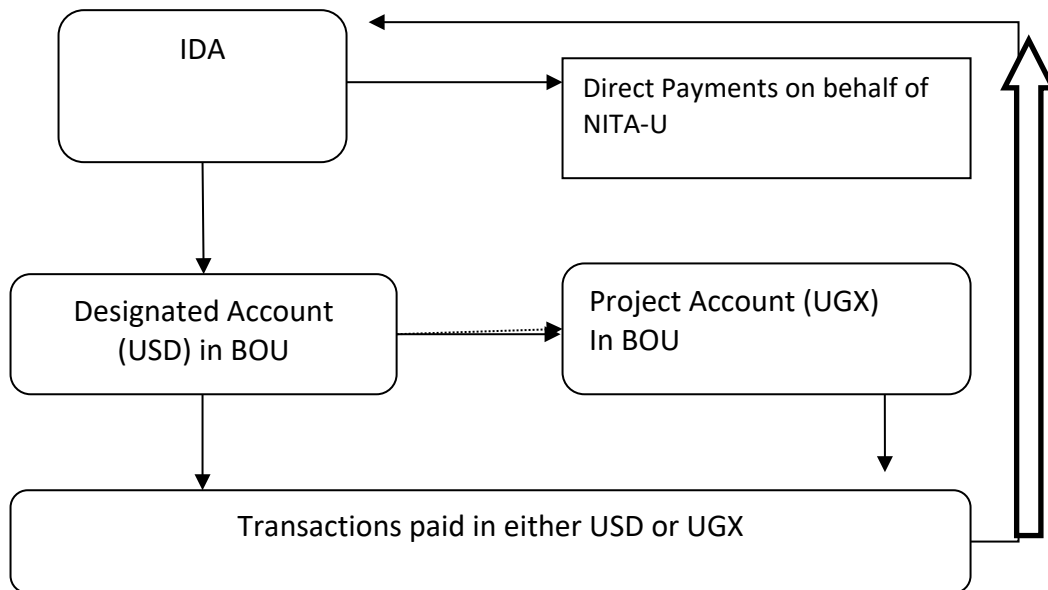 IDA
Direct Payments on behalf of
NITA-U
Designated Account
(USD) in BOU
Project Account (UGX)
In BOU
Transactions paid in either USD or UGX